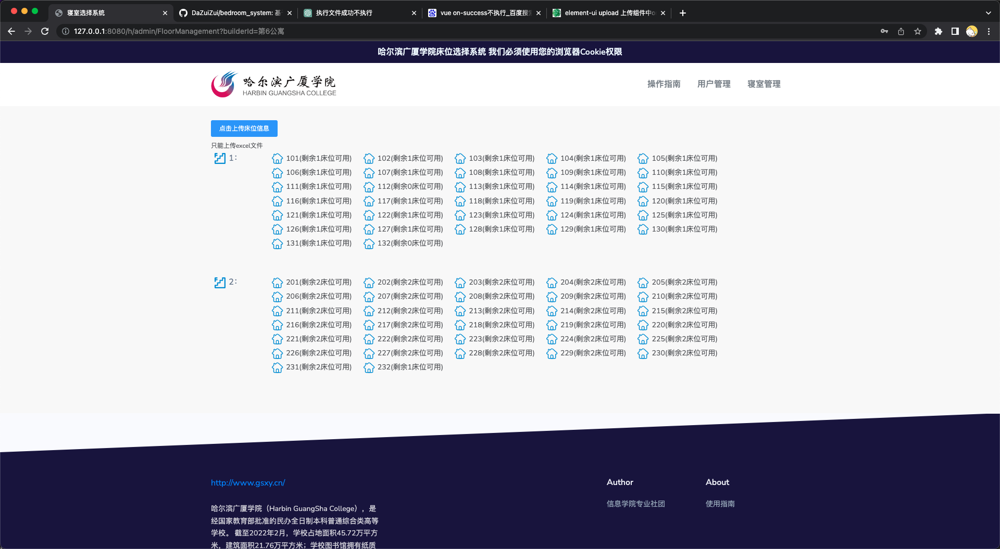 寝室选择系统
DaZuiZui/bedroom_system: 基
执行文件成功不执行
vue on-success不执行_百度搜索
element-ui upload 上传组件中o
127.0.0.1:8080/h/admin/FloorManagement?builderId=第6公寓
哈尔滨广厦学院床位选择系统 我们必须使用您的浏览器Cookie权限
哈尔滨广厦学院
HARBIN GUANGSHA COLLEGE
操作指南 用户管理 寝室管理
点击上传床位信息
只能上传excel文件
1: 101(剩余1床位可用) 102(剩余1床位可用) 103(剩余1床位可用) 104(剩余1床位可用) 105(剩余1床位可用)
106(剩余1床位可用) 107(剩余1床位可用) 108(剩余1床位可用) 109(剩余1床位可用) 110(剩余1床位可用)
111(剩余1床位可用) 112(剩余0床位可用) 113(剩余1床位可用) 114(剩余1床位可用) 115(剩余1床位可用)
116(剩余1床位可用) 117(剩余1床位可用) 118(剩余1床位可用) 119(剩余1床位可用) 120(剩余1床位可用)
121(剩余1床位可用) 122(剩余1床位可用) 123(剩余1床位可用) 124(剩余1床位可用) 125(剩余1床位可用)
126(剩余1床位可用) 127(剩余1床位可用) 128(剩余1床位可用) 129(剩余1床位可用) 130(剩余1床位可用)
131(剩余1床位可用) 132(剩余0床位可用)
2: 201(剩余2床位可用) 202(剩余2床位可用) 203(剩余2床位可用) 204(剩余2床位可用) 205(剩余2床位可用)
206(剩余2床位可用) 207(剩余2床位可用) 208(剩余2床位可用) 209(剩余2床位可用) 210(剩余2床位可用)
211(剩余2床位可用) 212(剩余2床位可用) 213(剩余2床位可用) 214(剩余2床位可用) 215(剩余2床位可用)
216(剩余2床位可用) 217(剩余2床位可用) 218(剩余2床位可用) 219(剩余2床位可用) 220(剩余2床位可用)
221(剩余2床位可用) 222(剩余2床位可用) 223(剩余2床位可用) 224(剩余2床位可用) 225(剩余2床位可用)
226(剩余2床位可用) 227(剩余2床位可用) 228(剩余2床位可用) 229(剩余2床位可用) 230(剩余2床位可用)
231(剩余2床位可用) 232(剩余1床位可用)
http://www.gsxy.cn/
Author About
信息学院专业社团 使用指南
哈尔滨广厦学院（Harbin GuangSha College），是
经国家教育部批准的民办全日制本科普通综合类高等
学校。 截至2022年2月，学校占地面积45.72万平方
米，建筑面积21.76万平方米；学校图书馆拥有纸质